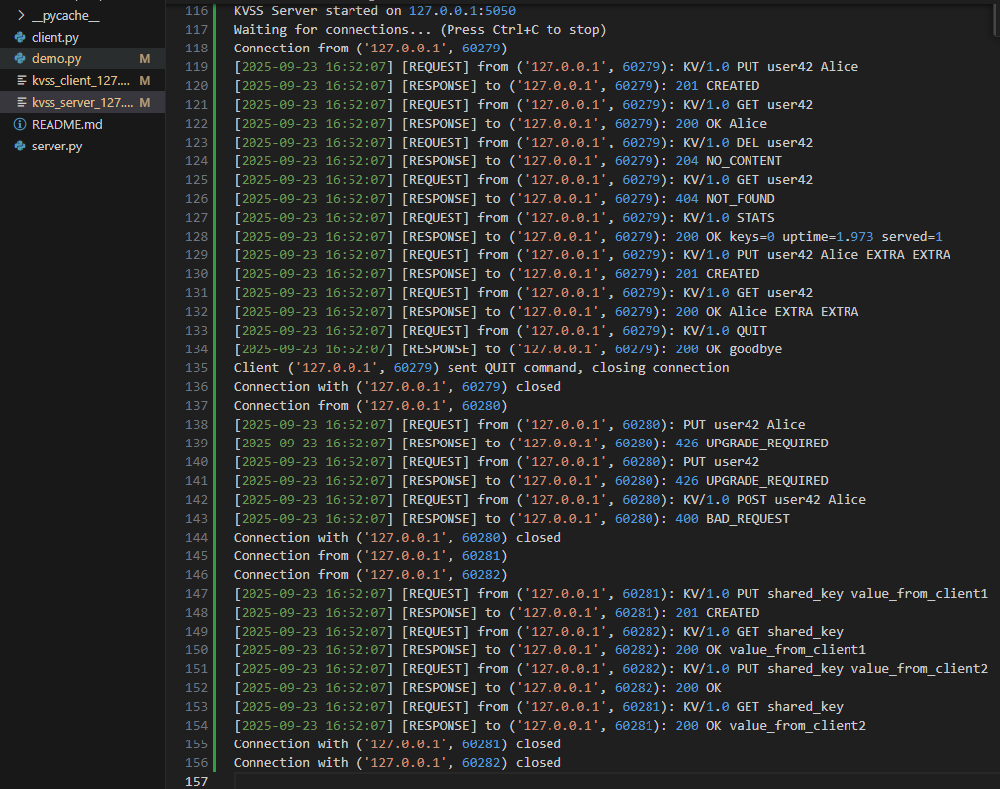 __pycache__
client.py
demo.py M
kvss_client_127.... M
kvss_server_127.... M
README.md
server.py
116 KVSS Server started on 127.0.0.1:5050
117 Waiting for connections... (Press Ctrl+C to stop)
118 Connection from ('127.0.0.1', 60279)
119 [2025-09-23 16:52:07] [REQUEST] from ('127.0.0.1', 60279): KV/1.0 PUT user42 Alice
120 [2025-09-23 16:52:07] [RESPONSE] to ('127.0.0.1', 60279): 201 CREATED
121 [2025-09-23 16:52:07] [REQUEST] from ('127.0.0.1', 60279): KV/1.0 GET user42
122 [2025-09-23 16:52:07] [RESPONSE] to ('127.0.0.1', 60279): 200 OK Alice
123 [2025-09-23 16:52:07] [REQUEST] from ('127.0.0.1', 60279): KV/1.0 DEL user42
124 [2025-09-23 16:52:07] [RESPONSE] to ('127.0.0.1', 60279): 204 NO_CONTENT
125 [2025-09-23 16:52:07] [REQUEST] from ('127.0.0.1', 60279): KV/1.0 GET user42
126 [2025-09-23 16:52:07] [RESPONSE] to ('127.0.0.1', 60279): 404 NOT_FOUND
127 [2025-09-23 16:52:07] [REQUEST] from ('127.0.0.1', 60279): KV/1.0 STATS
128 [2025-09-23 16:52:07] [RESPONSE] to ('127.0.0.1', 60279): 200 OK keys=0 uptime=1.973 served=1
129 [2025-09-23 16:52:07] [REQUEST] from ('127.0.0.1', 60279): KV/1.0 PUT user42 Alice EXTRA EXTRA
130 [2025-09-23 16:52:07] [RESPONSE] to ('127.0.0.1', 60279): 201 CREATED
131 [2025-09-23 16:52:07] [REQUEST] from ('127.0.0.1', 60279): KV/1.0 GET user42
132 [2025-09-23 16:52:07] [RESPONSE] to ('127.0.0.1', 60279): 200 OK Alice EXTRA EXTRA
133 [2025-09-23 16:52:07] [REQUEST] from ('127.0.0.1', 60279): KV/1.0 QUIT
134 [2025-09-23 16:52:07] [RESPONSE] to ('127.0.0.1', 60279): 200 OK goodbye
135 Client ('127.0.0.1', 60279) sent QUIT command, closing connection
136 Connection with ('127.0.0.1', 60279) closed
137 Connection from ('127.0.0.1', 60280)
138 [2025-09-23 16:52:07] [REQUEST] from ('127.0.0.1', 60280): PUT user42 Alice
139 [2025-09-23 16:52:07] [RESPONSE] to ('127.0.0.1', 60280): 426 UPGRADE_REQUIRED
140 [2025-09-23 16:52:07] [REQUEST] from ('127.0.0.1', 60280): PUT user42
141 [2025-09-23 16:52:07] [RESPONSE] to ('127.0.0.1', 60280): 426 UPGRADE_REQUIRED
142 [2025-09-23 16:52:07] [REQUEST] from ('127.0.0.1', 60280): KV/1.0 POST user42 Alice
143 [2025-09-23 16:52:07] [RESPONSE] to ('127.0.0.1', 60280): 400 BAD_REQUEST
144 Connection with ('127.0.0.1', 60280) closed
145 Connection from ('127.0.0.1', 60281)
146 Connection from ('127.0.0.1', 60282)
147 [2025-09-23 16:52:07] [REQUEST] from ('127.0.0.1', 60281): KV/1.0 PUT shared_key value_from_client1
148 [2025-09-23 16:52:07] [RESPONSE] to ('127.0.0.1', 60281): 201 CREATED
149 [2025-09-23 16:52:07] [REQUEST] from ('127.0.0.1', 60282): KV/1.0 GET shared_key
150 [2025-09-23 16:52:07] [RESPONSE] to ('127.0.0.1', 60282): 200 OK value_from_client1
151 [2025-09-23 16:52:07] [REQUEST] from ('127.0.0.1', 60282): KV/1.0 PUT shared_key value_from_client2
152 [2025-09-23 16:52:07] [RESPONSE] to ('127.0.0.1', 60282): 200 OK
153 [2025-09-23 16:52:07] [REQUEST] from ('127.0.0.1', 60281): KV/1.0 GET shared_key
154 [2025-09-23 16:52:07] [RESPONSE] to ('127.0.0.1', 60281): 200 OK value_from_client2
155 Connection with ('127.0.0.1', 60281) closed
156 Connection with ('127.0.0.1', 60282) closed
157